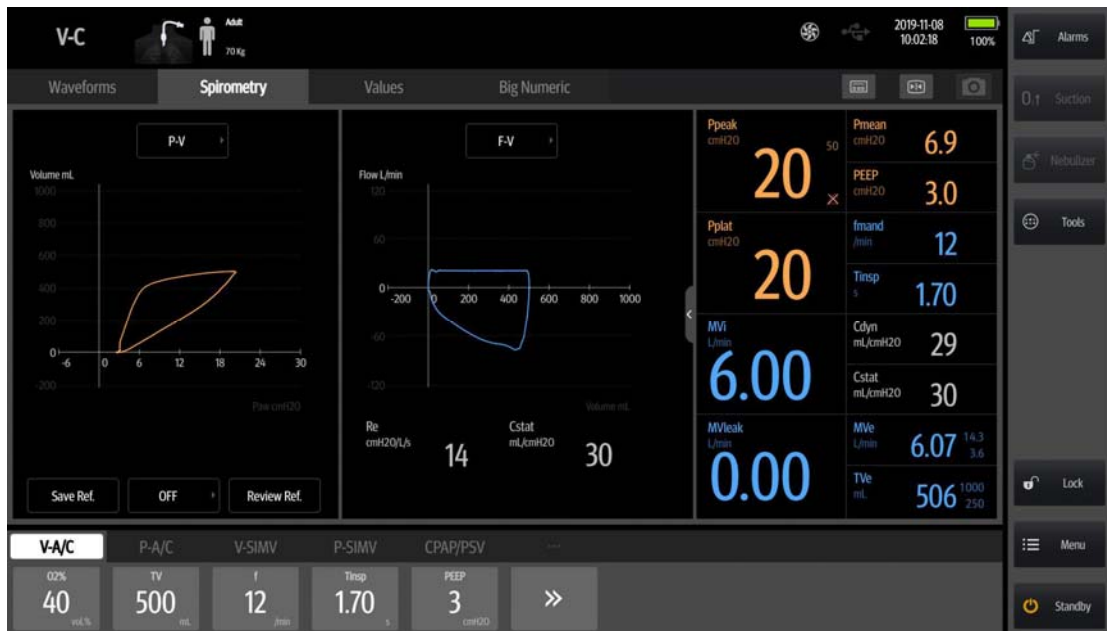 V-C
Adult
70 Kg
2019-11-08
10:02:18
100%
Waveforms
Spirometry
Values
Big Numeric
P-V
Volume mL
1000
800
600
400
200
0
-200
-6 0 6 12 18 24 30
Paw cmH2O
Save Ref.
OFF
Review Ref.
F-V
Flow L/min
120
60
0
-60
-120
-200 0 200 400 600 800 1000
Volume mL
Re
cmH2O/L/s
14
Cstat
mL/cmH2O
30
Ppeak
cmH2O
20
50
Pplat
cmH2O
20
MVi
L/min
6.00
MVleak
L/min
0.00
Pmean
cmH2O
6.9
PEEP
cmH2O
3.0
fmand
/min
12
Tinsp
s
1.70
Cdyn
mL/cmH2O
29
Cstat
mL/cmH2O
30
MVe
L/min
6.07
14.3
3.6
TVe
mL
506
1000
250
V-A/C
P-A/C
V-SIMV
P-SIMV
CPAP/PSV
...
O2%
40
vol.%
TV
500
mL
f
12
/min
Tinsp
1.70
s
PEEP
3
cmH2O
»
Alarms
Suction
Nebulizer
Tools
Lock
Menu
Standby